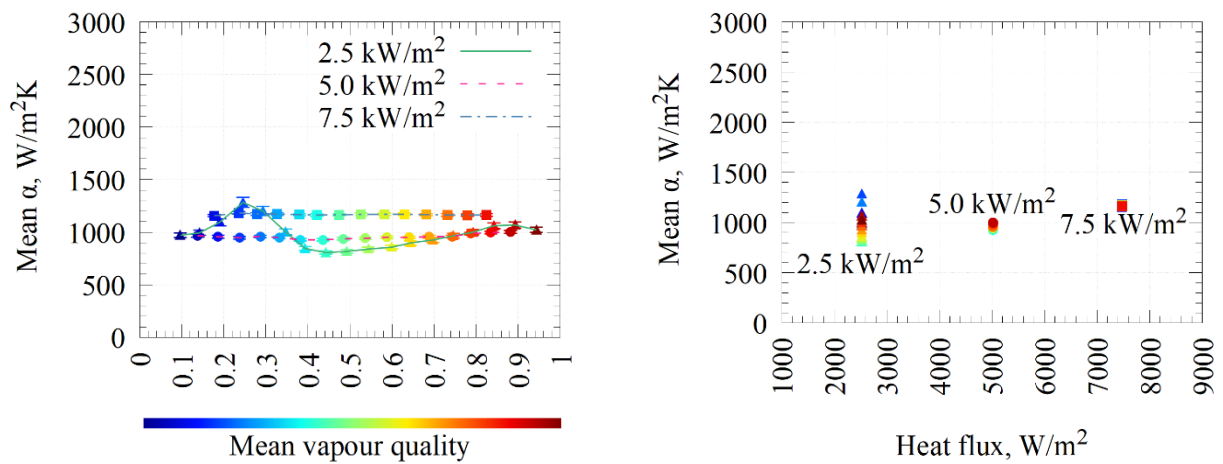 3000
2500
2000
1500
1000
500
0
Mean α, W/m²K
2.5 kW/m²
5.0 kW/m²
7.5 kW/m²
0 0.1 0.2 0.3 0.4 0.5 0.6 0.7 0.8 0.9 1
Mean vapour quality
3000
2500
2000
1500
1000
500
0
Mean α, W/m²K
5.0 kW/m²
7.5 kW/m²
2.5 kW/m²
1000 2000 3000 4000 5000 6000 7000 8000 9000
Heat flux, W/m²